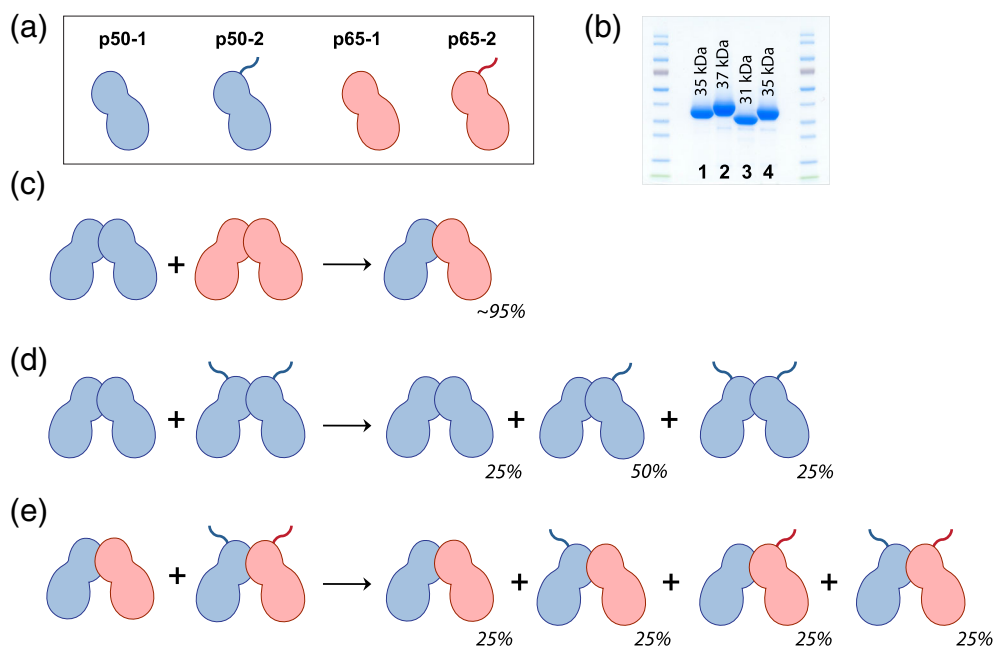 (a)
p50-1 p50-2 p65-1 p65-2
(b)
35 kDa
37 kDa
31 kDa
35 kDa
1 2 3 4
(c)
+
~95%
(d)
+ + +
25% 50% 25%
(e)
+ + + +
25% 25% 25% 25%